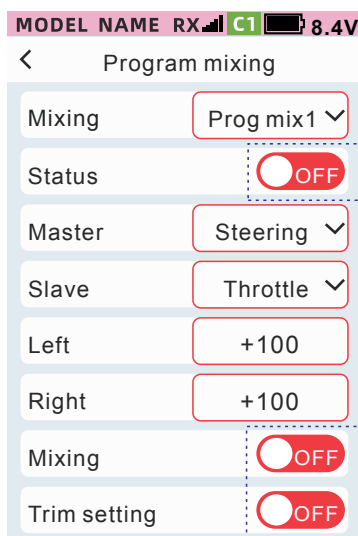 MODEL NAME RX C1 8.4V
Program mixing
Mixing Prog mix1
Status OFF
Master Steering
Slave Throttle
Left +100
Right +100
Mixing OFF
Trim setting OFF